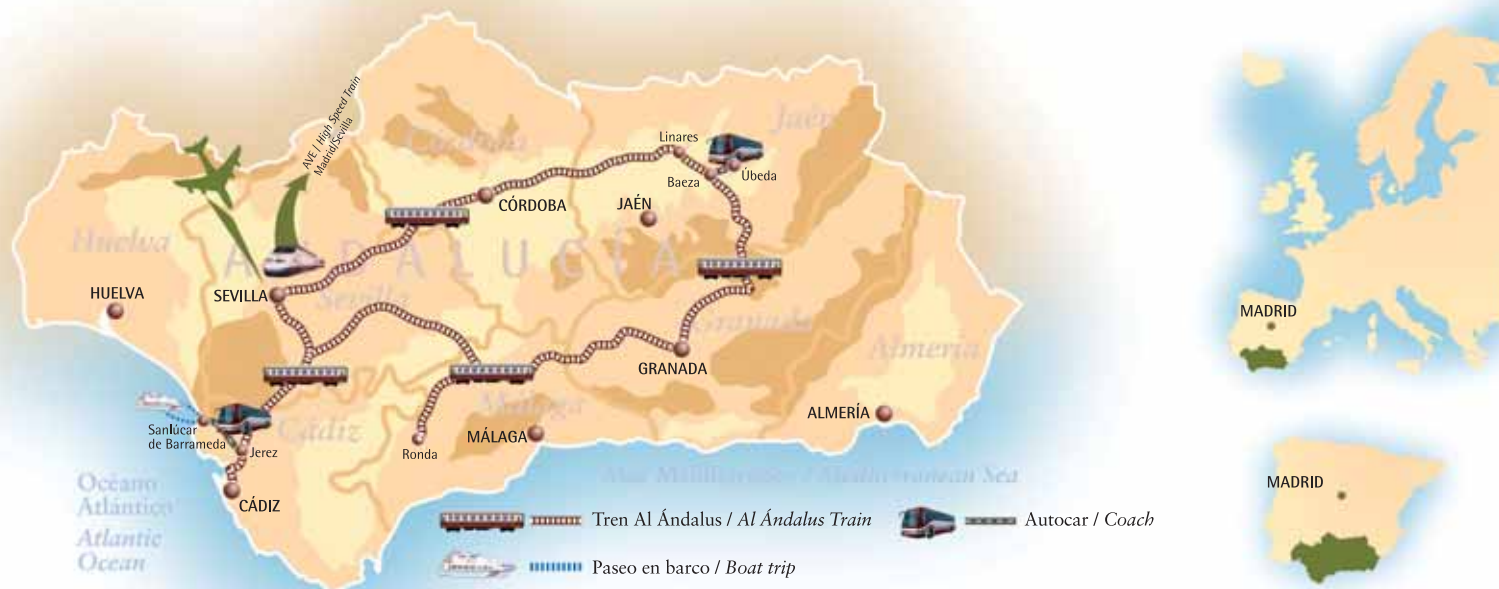 AVE / High Speed Train
Madrid/Sevilla
Córdoba
Jaén
Linares
Baeza
Úbeda
CÓRDOBA
JAÉN
Huelva
ANDALUCÍA
HUELVA
SEVILLA
Sevilla
Granada
Almería
GRANADA
Málaga
ALMERÍA
Cádiz
Sanlúcar
de Barrameda
Jerez
Ronda
MÁLAGA
CÁDIZ
Océano
Atlántico
Atlantic
Ocean
Mar Mediterráneo / Mediterranean Sea
Tren Al Ándalus / Al Ándalus Train
Autocar / Coach
Paseo en barco / Boat trip
MADRID
MADRID